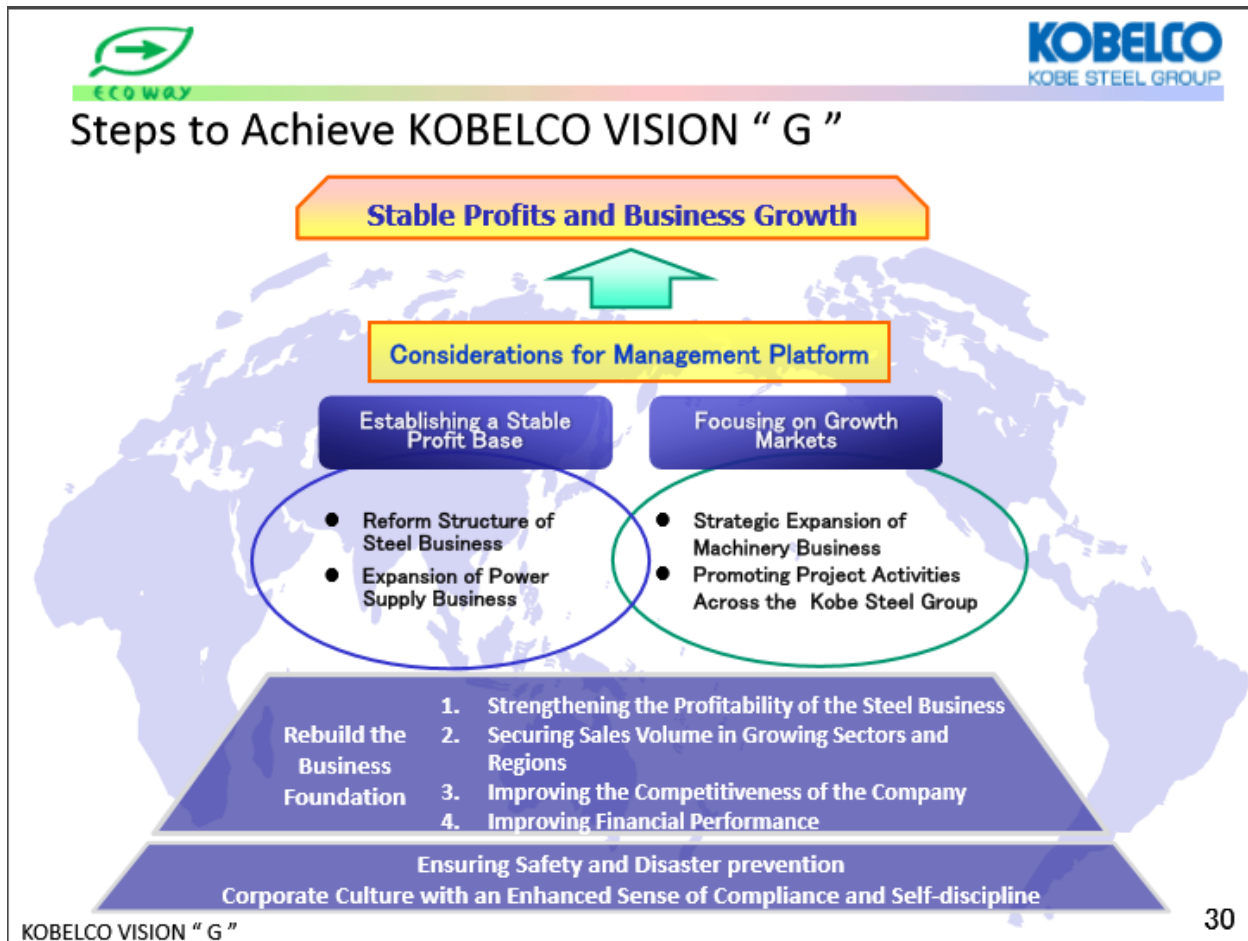 ECO WAY
KOBELCO
KOBE STEEL GROUP
Steps to Achieve KOBELCO VISION “ G ”
Stable Profits and Business Growth
Considerations for Management Platform
Establishing a Stable
Profit Base
● Reform Structure of
Steel Business
● Expansion of Power
Supply Business
Focusing on Growth
Markets
● Strategic Expansion of
Machinery Business
● Promoting Project Activities
Across the Kobe Steel Group
Rebuild the
Business
Foundation
1. Strengthening the Profitability of the Steel Business
2. Securing Sales Volume in Growing Sectors and
Regions
3. Improving the Competitiveness of the Company
4. Improving Financial Performance
Ensuring Safety and Disaster prevention
Corporate Culture with an Enhanced Sense of Compliance and Self-discipline
KOBELCO VISION “ G ”
30